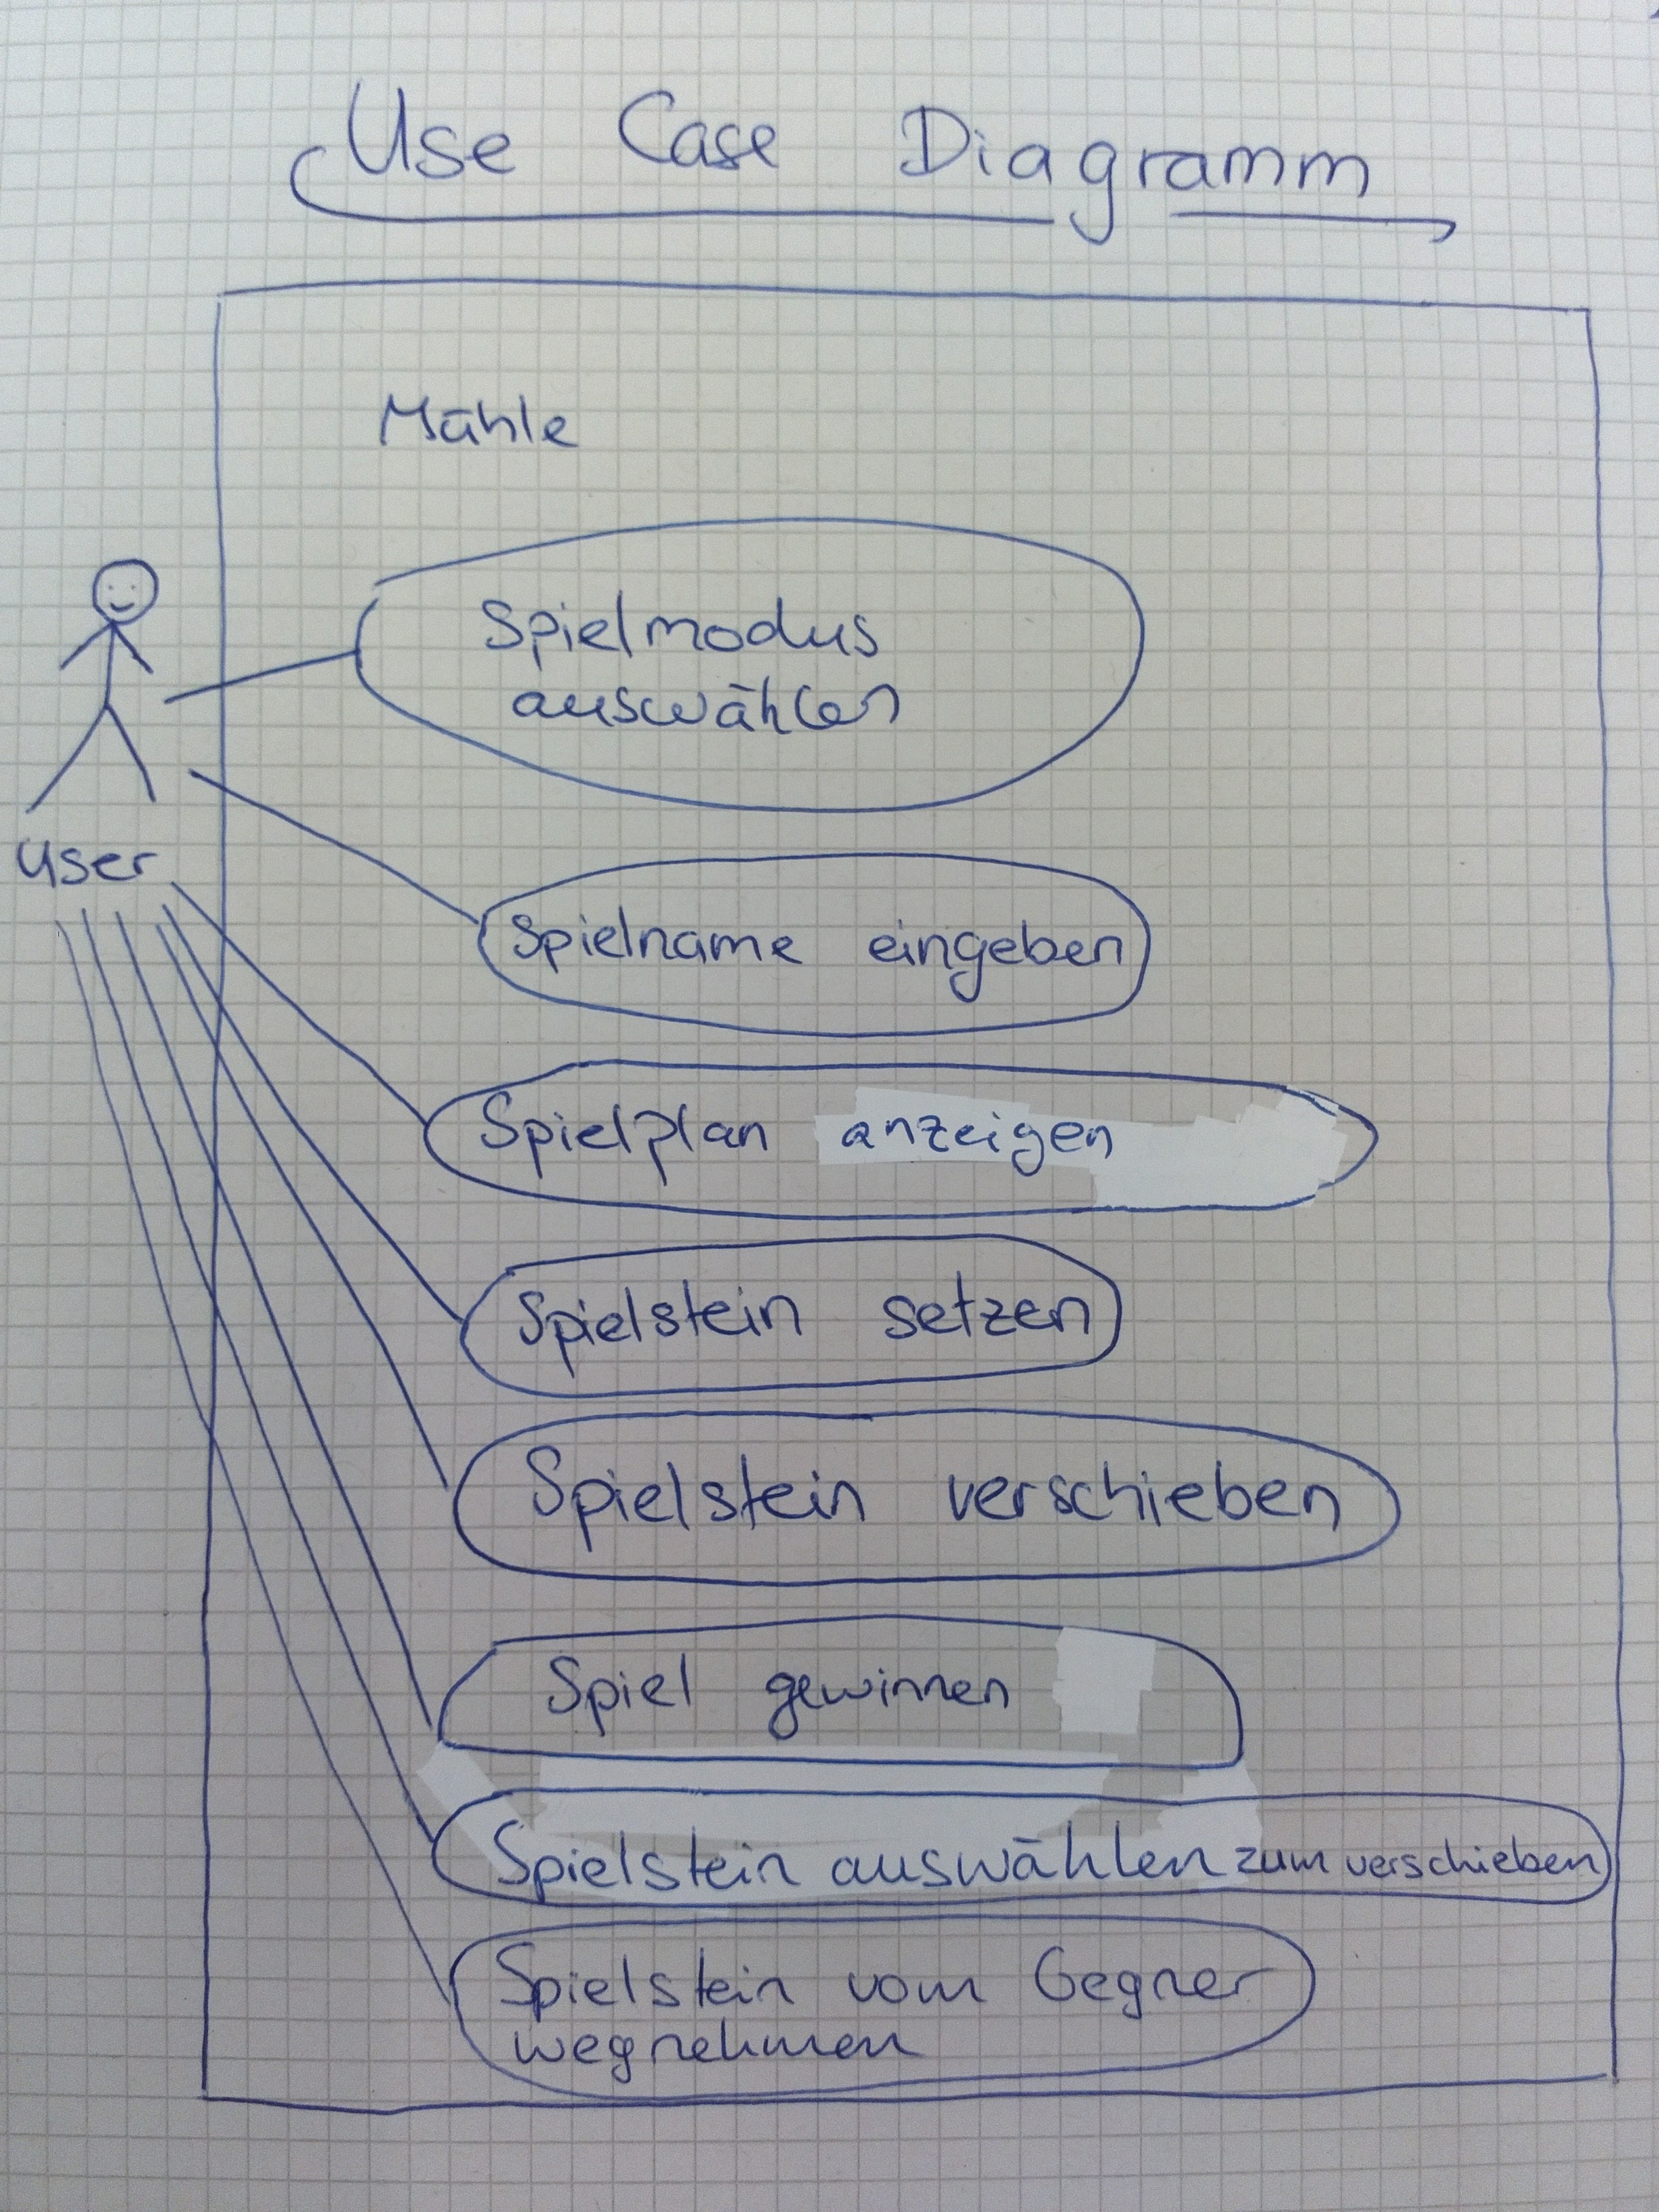 Use Case Diagramm
Mühle
Spielmodus
auswählen
User
Spielname eingeben
Spielplan anzeigen
Spielstein setzen
Spielstein verschieben
Spiel gewinnen
Spielstein auswählen zum verschieben
Spielstein vom Gegner
wegnehmen